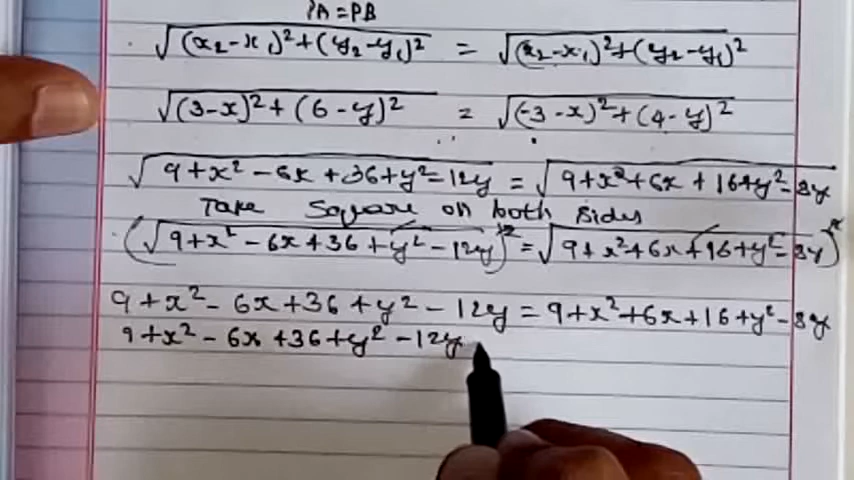 PA = PB
√(x₂-x₁)²+(y₂-y₁)² = √(x₂-x₁)²+(y₂-y₁)²
√(3-x)²+(6-y)² = √(-3-x)²+(4-y)²
√9+x²-6x+36+y²-12y = √9+x²+6x+16+y²-8y
Take Square on both sides
(√9+x²-6x+36+y²-12y)² = (√9+x²+6x+16+y²-8y)²
9+x²-6x+36+y²-12y = 9+x²+6x+16+y²-8y
9+x²-6x+36+y²-12y